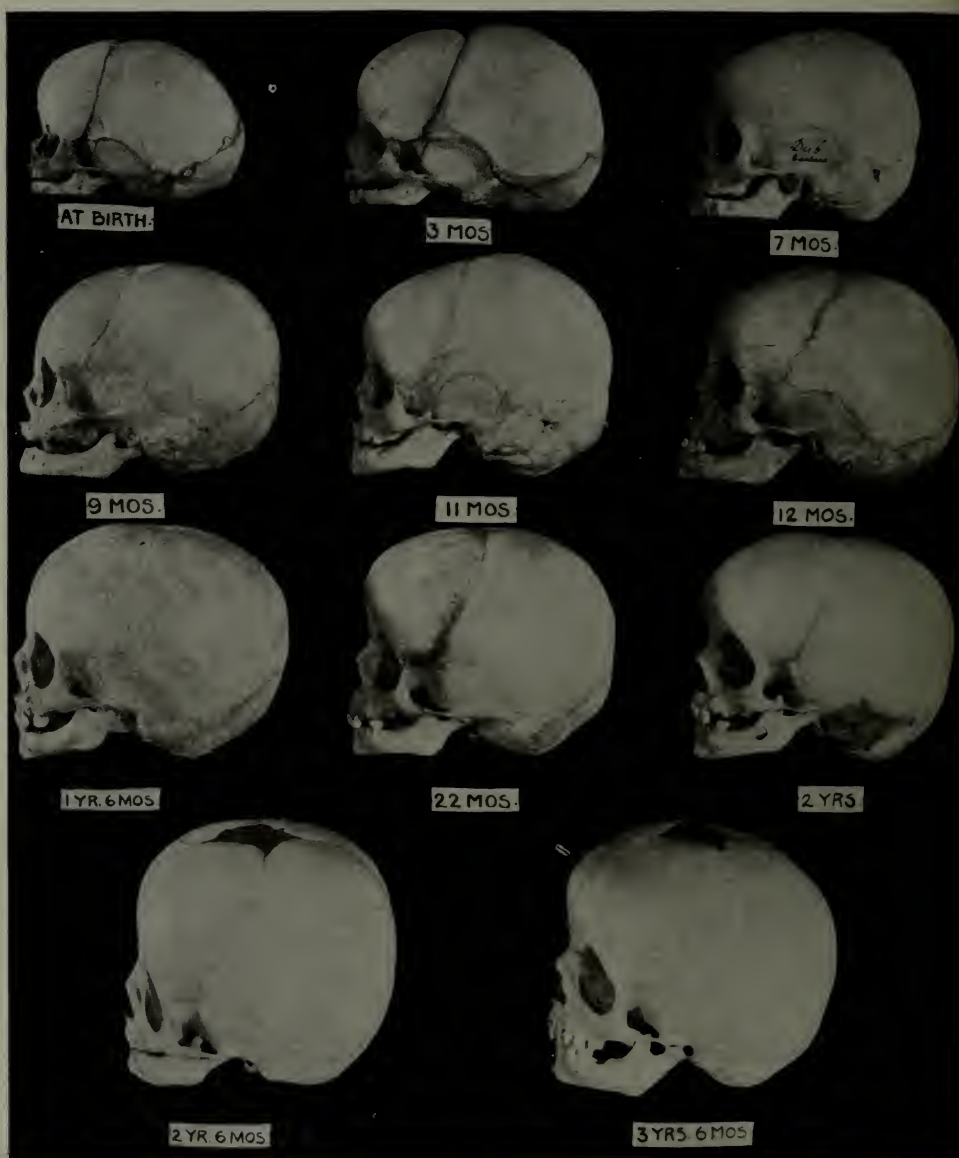 AT BIRTH.
3 MOS
7 MOS.
9 MOS.
11 MOS
12 MOS.
1 YR. 6 MOS
22 MOS.
2 YRS
2 YR. 6 MOS
3 YRS. 6 MOS